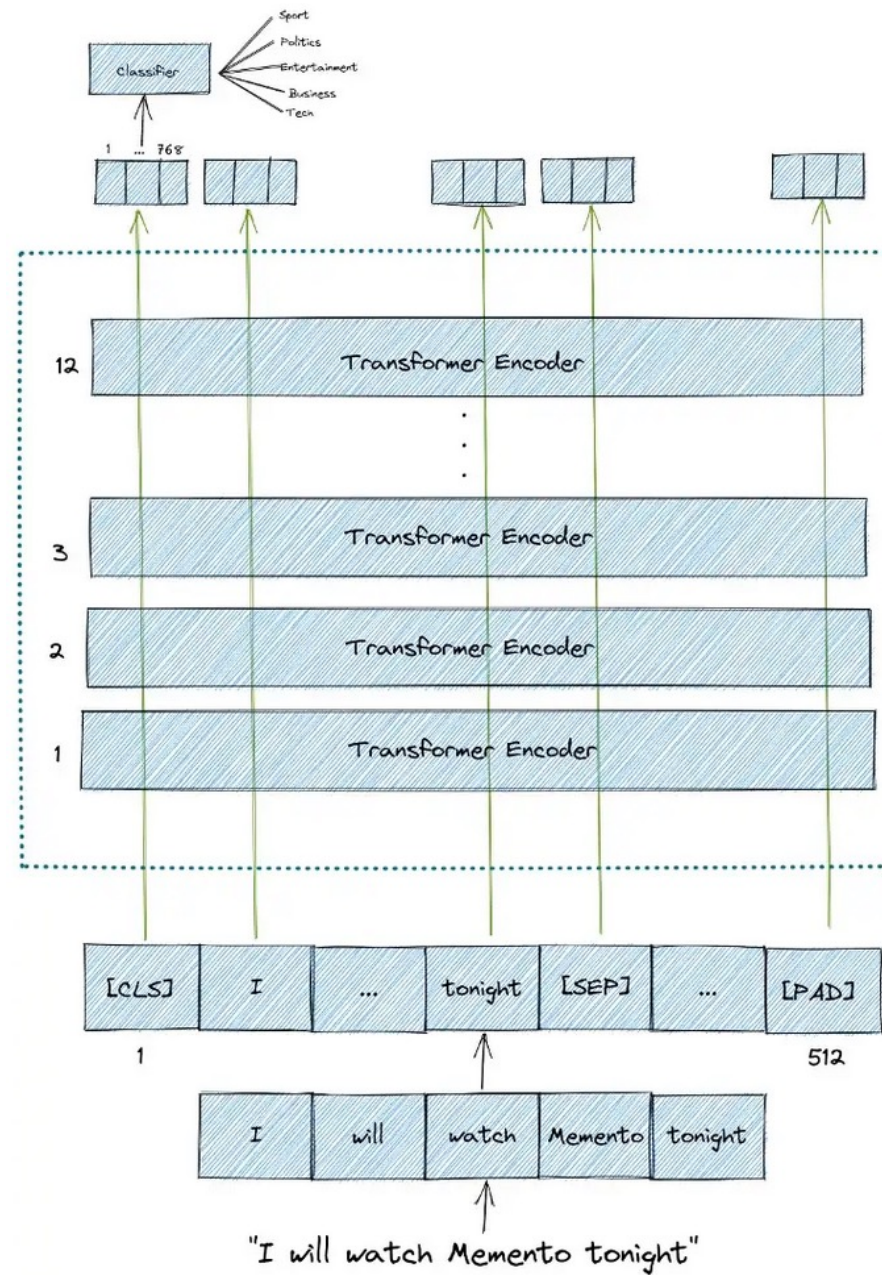 Sport
Politics
Classifier
Entertainment
Business
Tech
1 ... 768
12 Transformer Encoder
3 Transformer Encoder
2 Transformer Encoder
1 Transformer Encoder
[CLS] I ... tonight [SEP] ... [PAD]
1 512
I will watch Memento tonight
"I will watch Memento tonight"